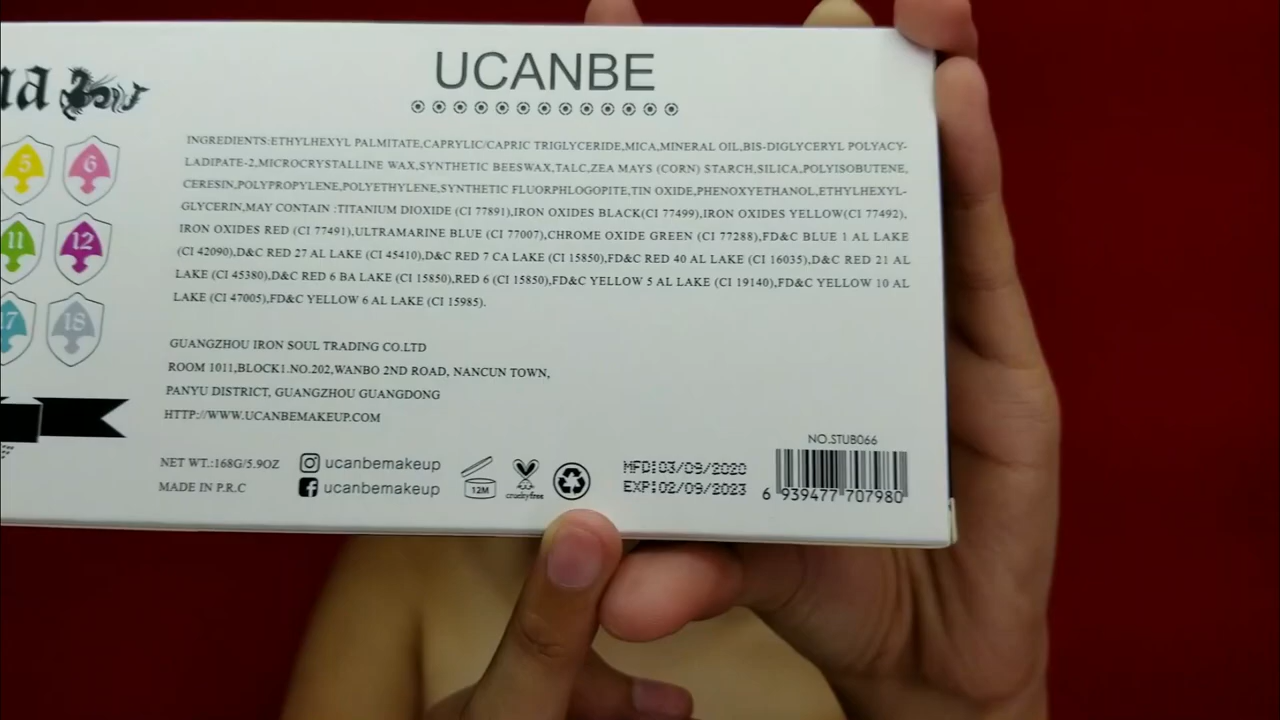 UCANBE
na
5
6
11
12
17
18
INGREDIENTS:ETHYLHEXYL PALMITATE,CAPRYLIC/CAPRIC TRIGLYCERIDE,MICA,MINERAL OIL,BIS-DIGLYCERYL POLYACY-
LADIPATE-2,MICROCRYSTALLINE WAX,SYNTHETIC BEESWAX,TALC,ZEA MAYS (CORN) STARCH,SILICA,POLYISOBUTENE,
CERESIN,POLYPROPYLENE,POLYETHYLENE,SYNTHETIC FLUORPHLOGOPITE,TIN OXIDE,PHENOXYETHANOL,ETHYLHEXYL-
GLYCERIN,MAY CONTAIN :TITANIUM DIOXIDE (CI 77891),IRON OXIDES BLACK(CI 77499),IRON OXIDES YELLOW(CI 77492),
IRON OXIDES RED (CI 77491),ULTRAMARINE BLUE (CI 77007),CHROME OXIDE GREEN (CI 77288),FD&C BLUE 1 AL LAKE
(CI 42090),D&C RED 27 AL LAKE (CI 45410),D&C RED 7 CA LAKE (CI 15850),FD&C RED 40 AL LAKE (CI 16035),D&C RED 21 AL
LAKE (CI 45380),D&C RED 6 BA LAKE (CI 15850),RED 6 (CI 15850),FD&C YELLOW 5 AL LAKE (CI 19140),FD&C YELLOW 10 AL
LAKE (CI 47005),FD&C YELLOW 6 AL LAKE (CI 15985).
GUANGZHOU IRON SOUL TRADING CO.LTD
ROOM 1011,BLOCK1.NO.202,WANBO 2ND ROAD, NANCUN TOWN,
PANYU DISTRICT, GUANGZHOU GUANGDONG
HTTP://WWW.UCANBEMAKEUP.COM
NET WT.:168G/5.9OZ
MADE IN P.R.C
ucanbemakeup
ucanbemakeup
12M
crueltyfree
MFD:03/09/2020
EXP:02/09/2023
NO.STUB066
6 939477 707980